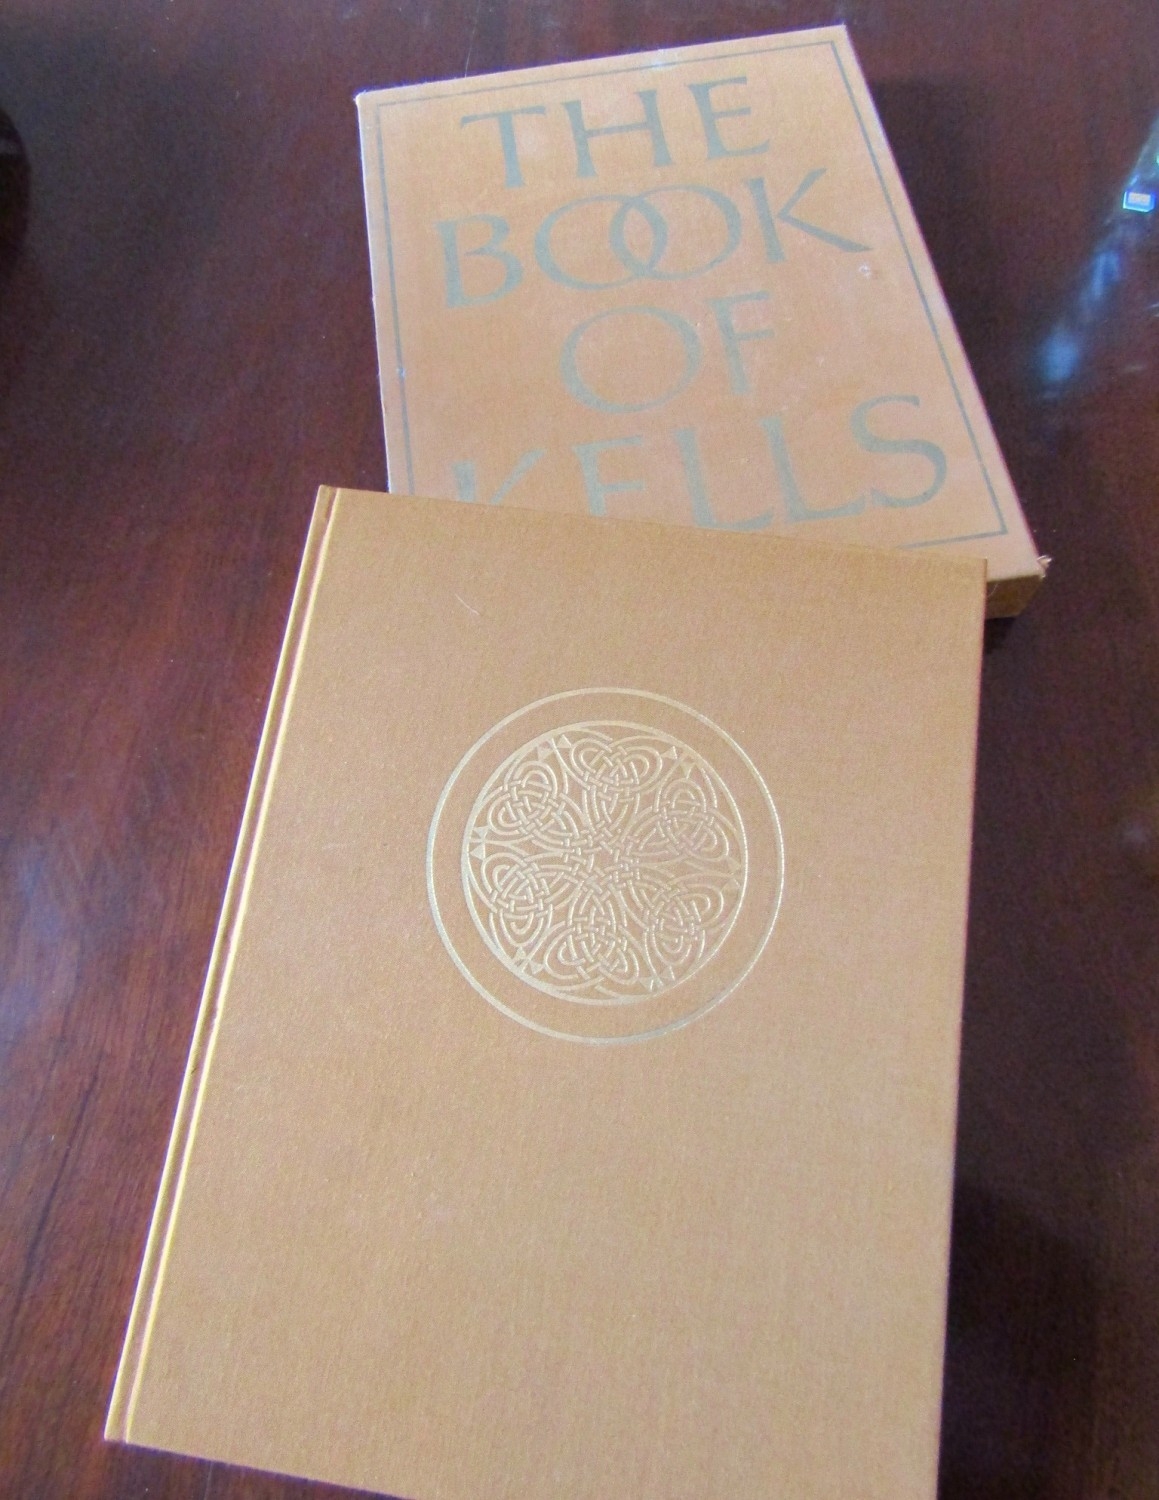 THE
BOOK
OF
KELLS